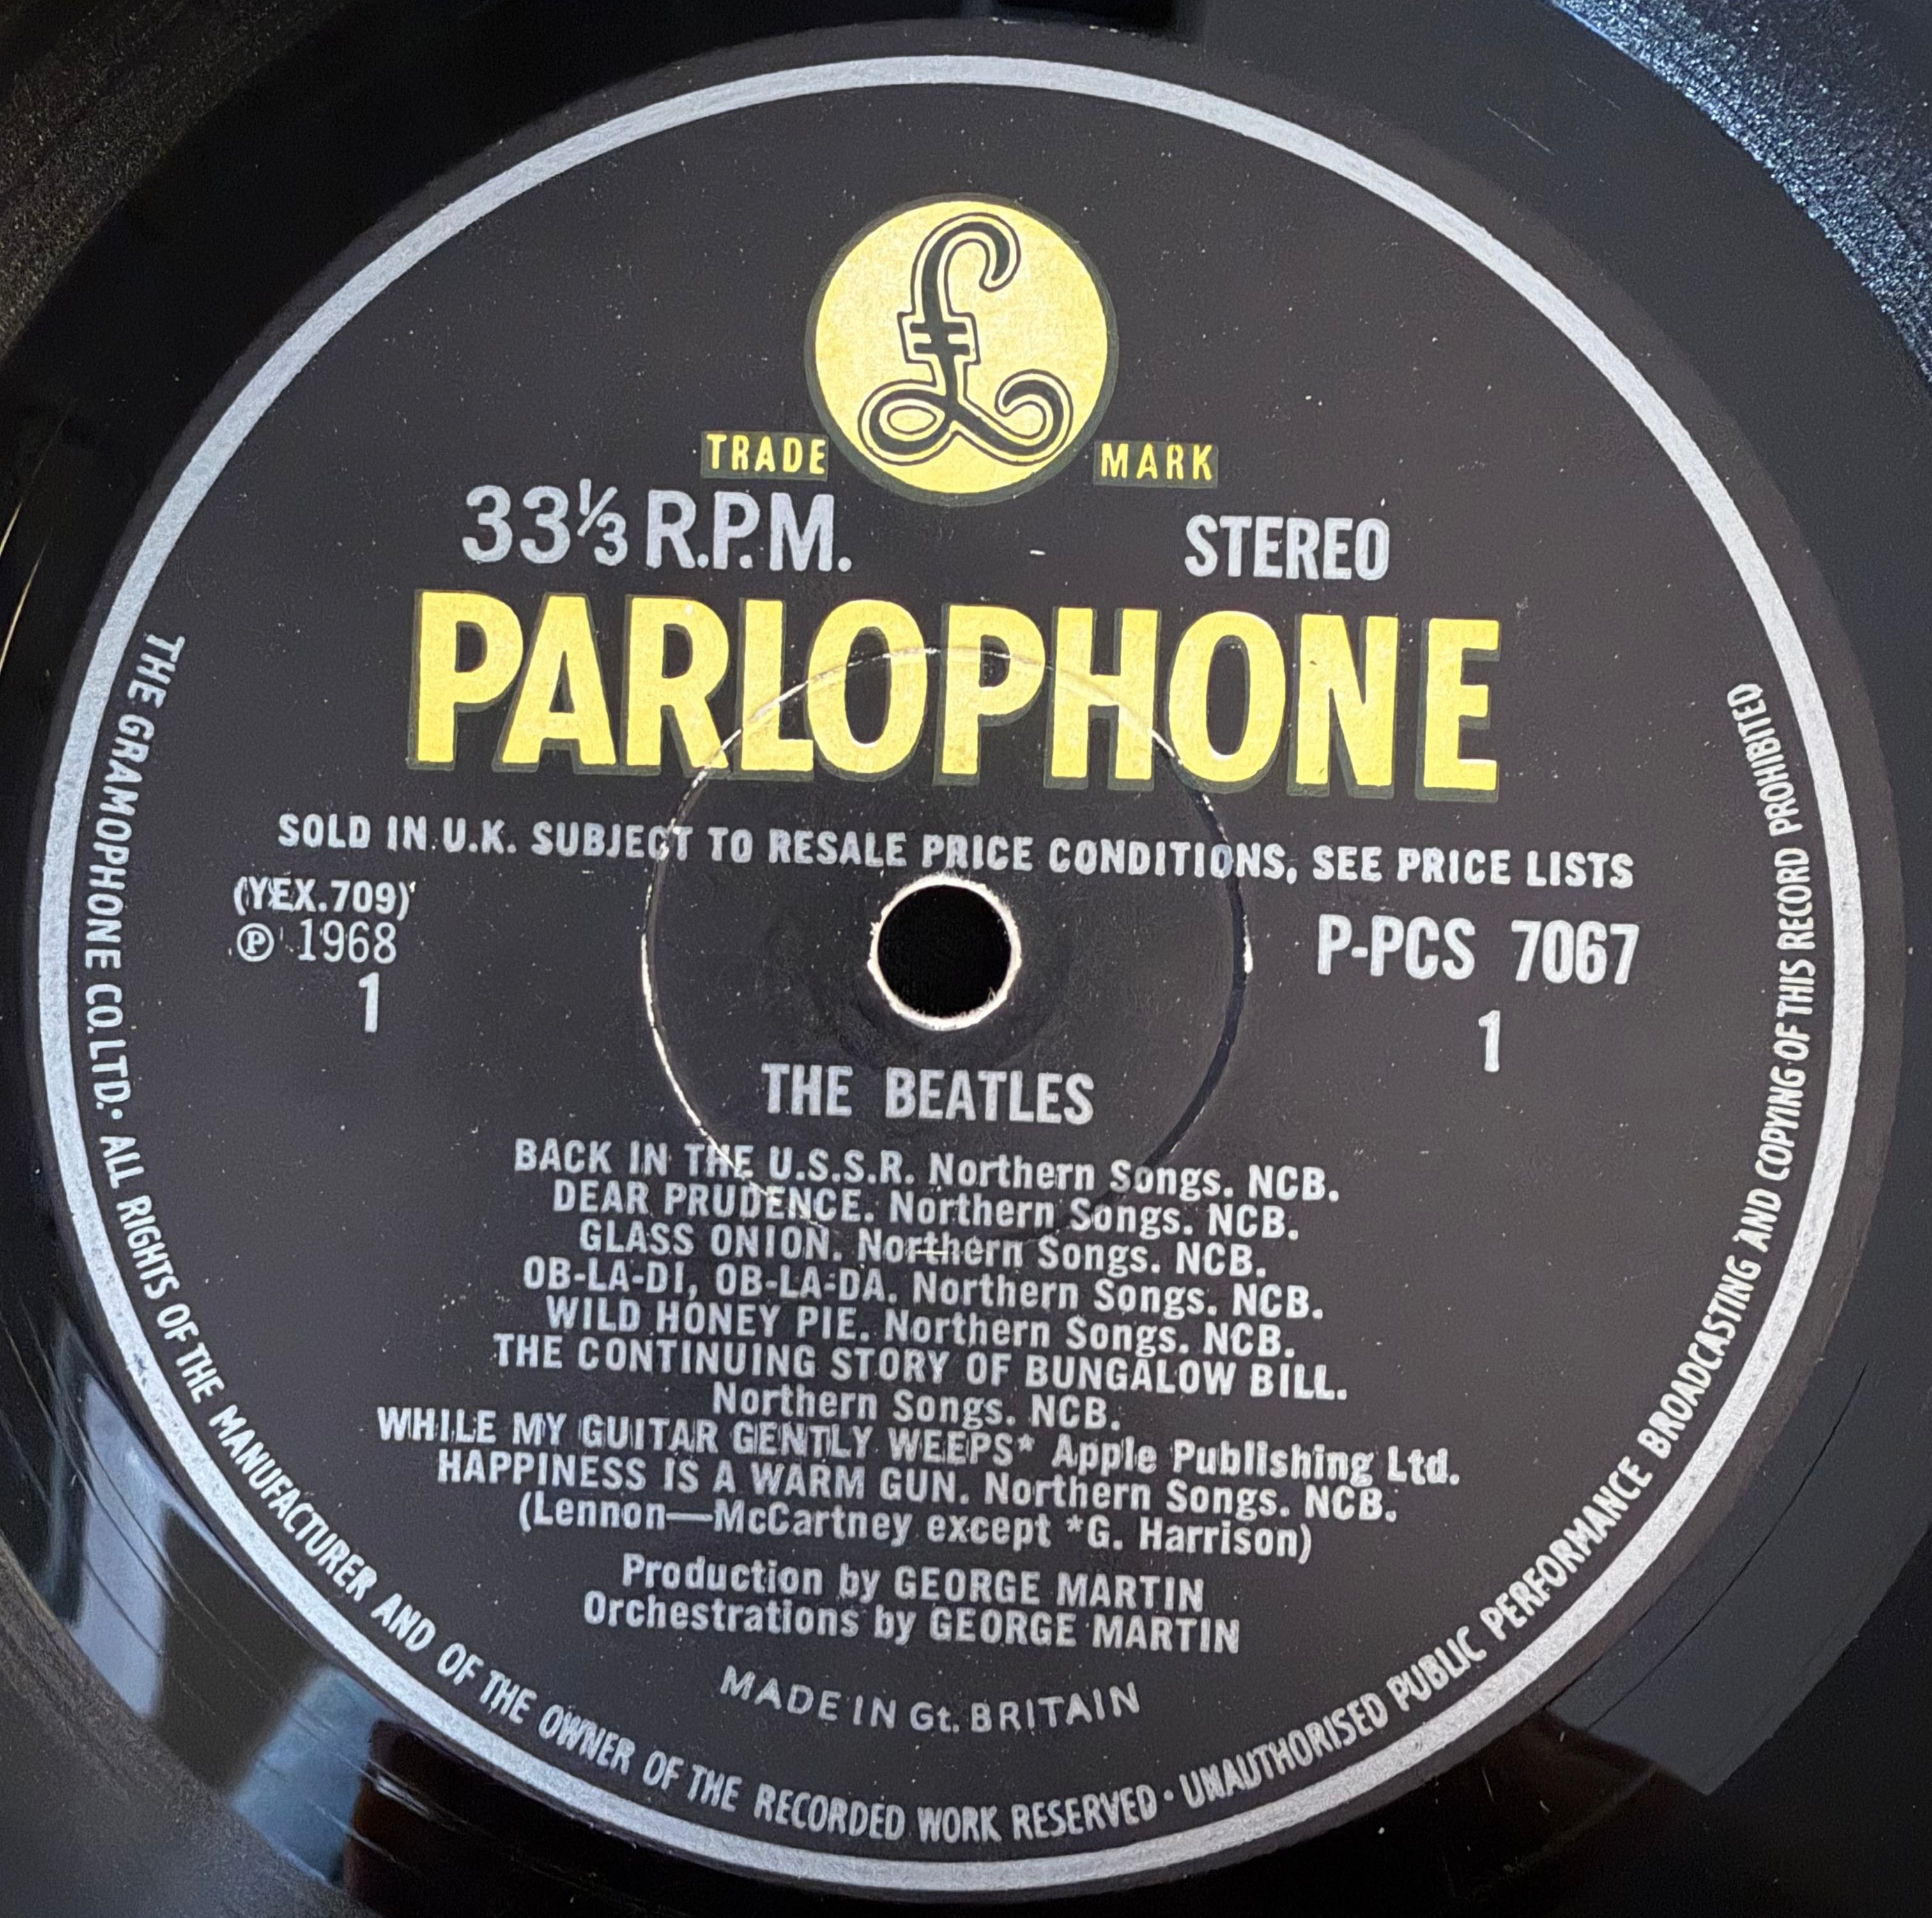 £
TRADE MARK
33⅓ R.P.M. STEREO
PARLOPHONE
SOLD IN U.K. SUBJECT TO RESALE PRICE CONDITIONS, SEE PRICE LISTS
(YEX.709)
℗ 1968
1
P-PCS 7067
1
THE BEATLES
BACK IN THE U.S.S.R. Northern Songs. NCB.
DEAR PRUDENCE. Northern Songs. NCB.
GLASS ONION. Northern Songs. NCB.
OB-LA-DI, OB-LA-DA. Northern Songs. NCB.
WILD HONEY PIE. Northern Songs. NCB.
THE CONTINUING STORY OF BUNGALOW BILL.
Northern Songs. NCB.
WHILE MY GUITAR GENTLY WEEPS* Apple Publishing Ltd.
HAPPINESS IS A WARM GUN. Northern Songs. NCB.
(Lennon—McCartney except *G. Harrison)
Production by GEORGE MARTIN
Orchestrations by GEORGE MARTIN
MADE IN Gt. BRITAIN
THE GRAMOPHONE CO.LTD. • ALL RIGHTS OF THE MANUFACTURER AND OF THE OWNER OF THE RECORDED WORK RESERVED • UNAUTHORISED PUBLIC PERFORMANCE BROADCASTING AND COPYING OF THIS RECORD PROHIBITED